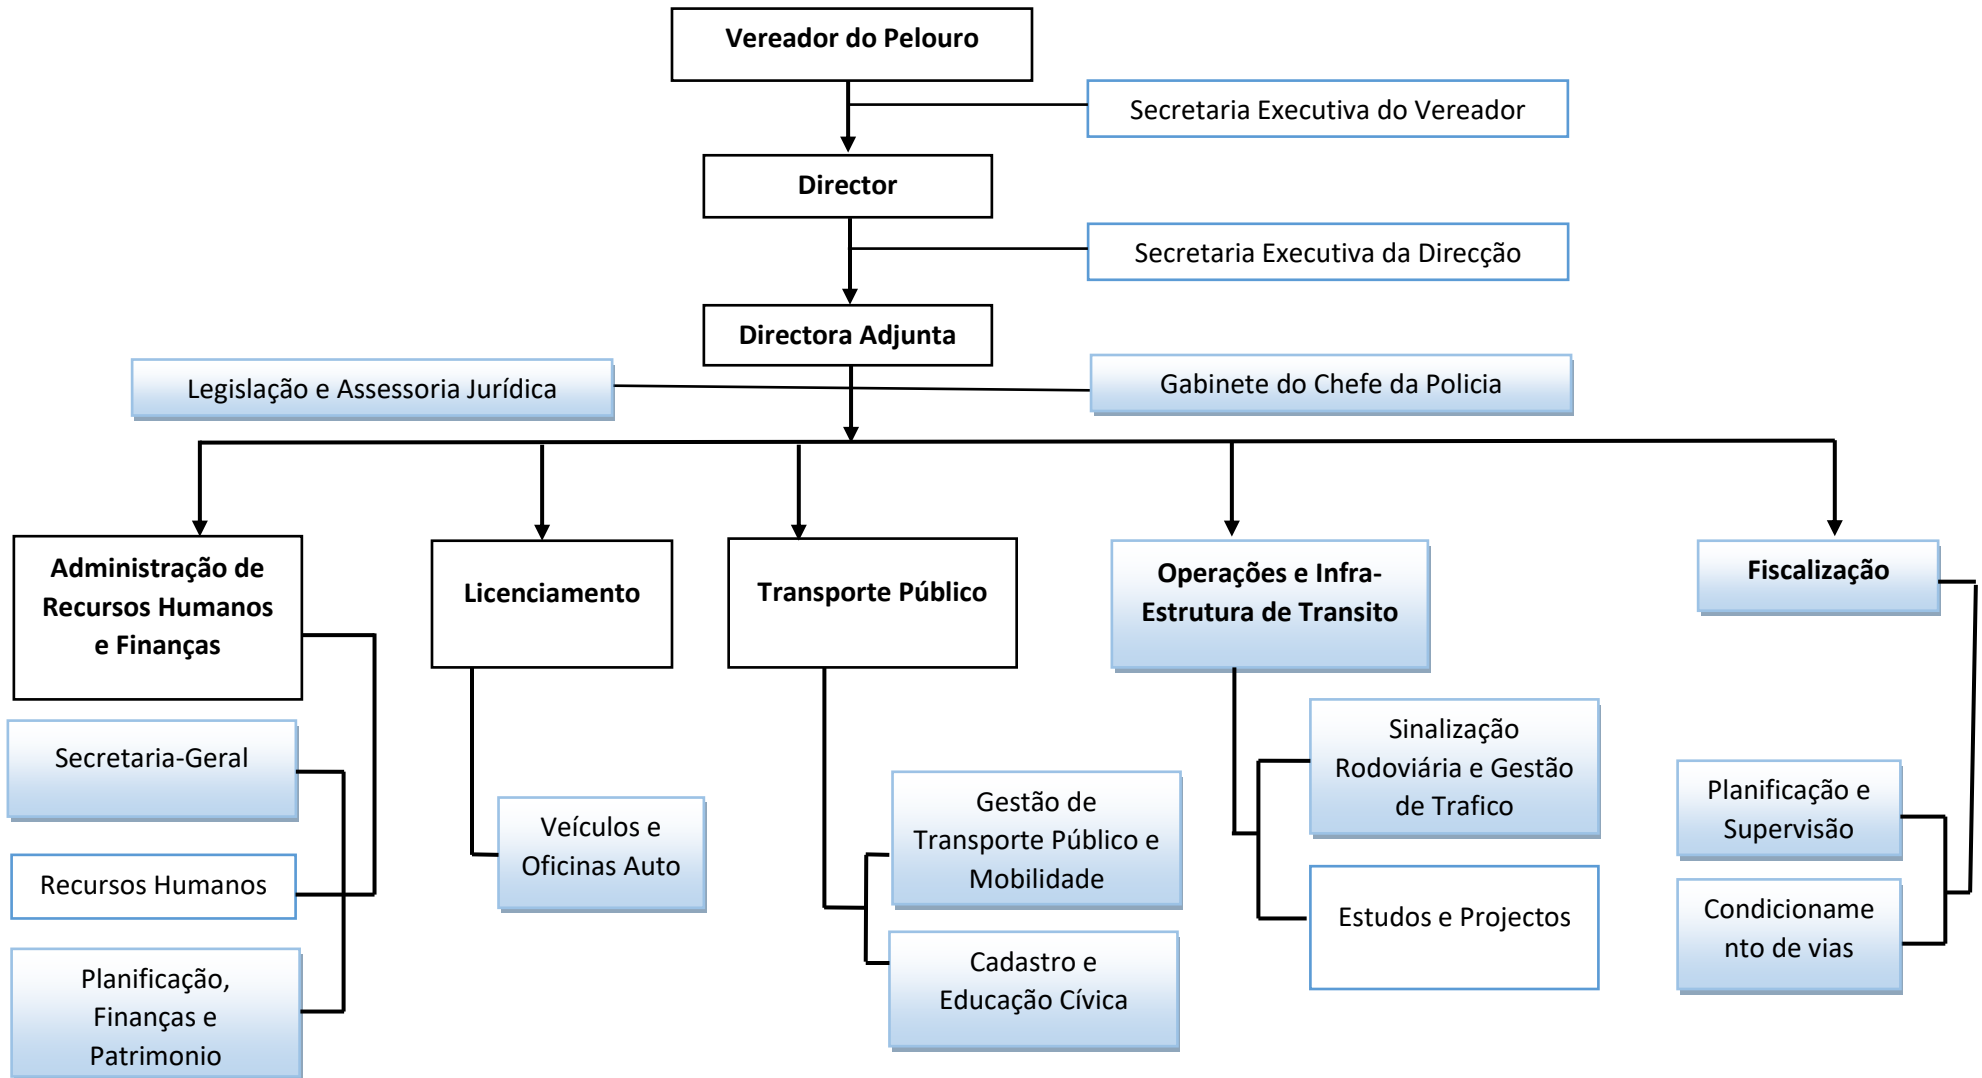 Vereador do Pelouro
Secretaria Executiva do Vereador
Director
Secretaria Executiva da Direcção
Directora Adjunta
Legislação e Assessoria Jurídica
Gabinete do Chefe da Policia
Administração de
Recursos Humanos
e Finanças
Licenciamento
Transporte Público
Operações e Infra-
Estrutura de Transito
Fiscalização
Secretaria-Geral
Recursos Humanos
Planificação,
Finanças e
Patrimonio
Veículos e
Oficinas Auto
Gestão de
Transporte Público e
Mobilidade
Cadastro e
Educação Cívica
Sinalização
Rodoviária e Gestão
de Trafico
Estudos e Projectos
Planificação e
Supervisão
Condicioname
nto de vias